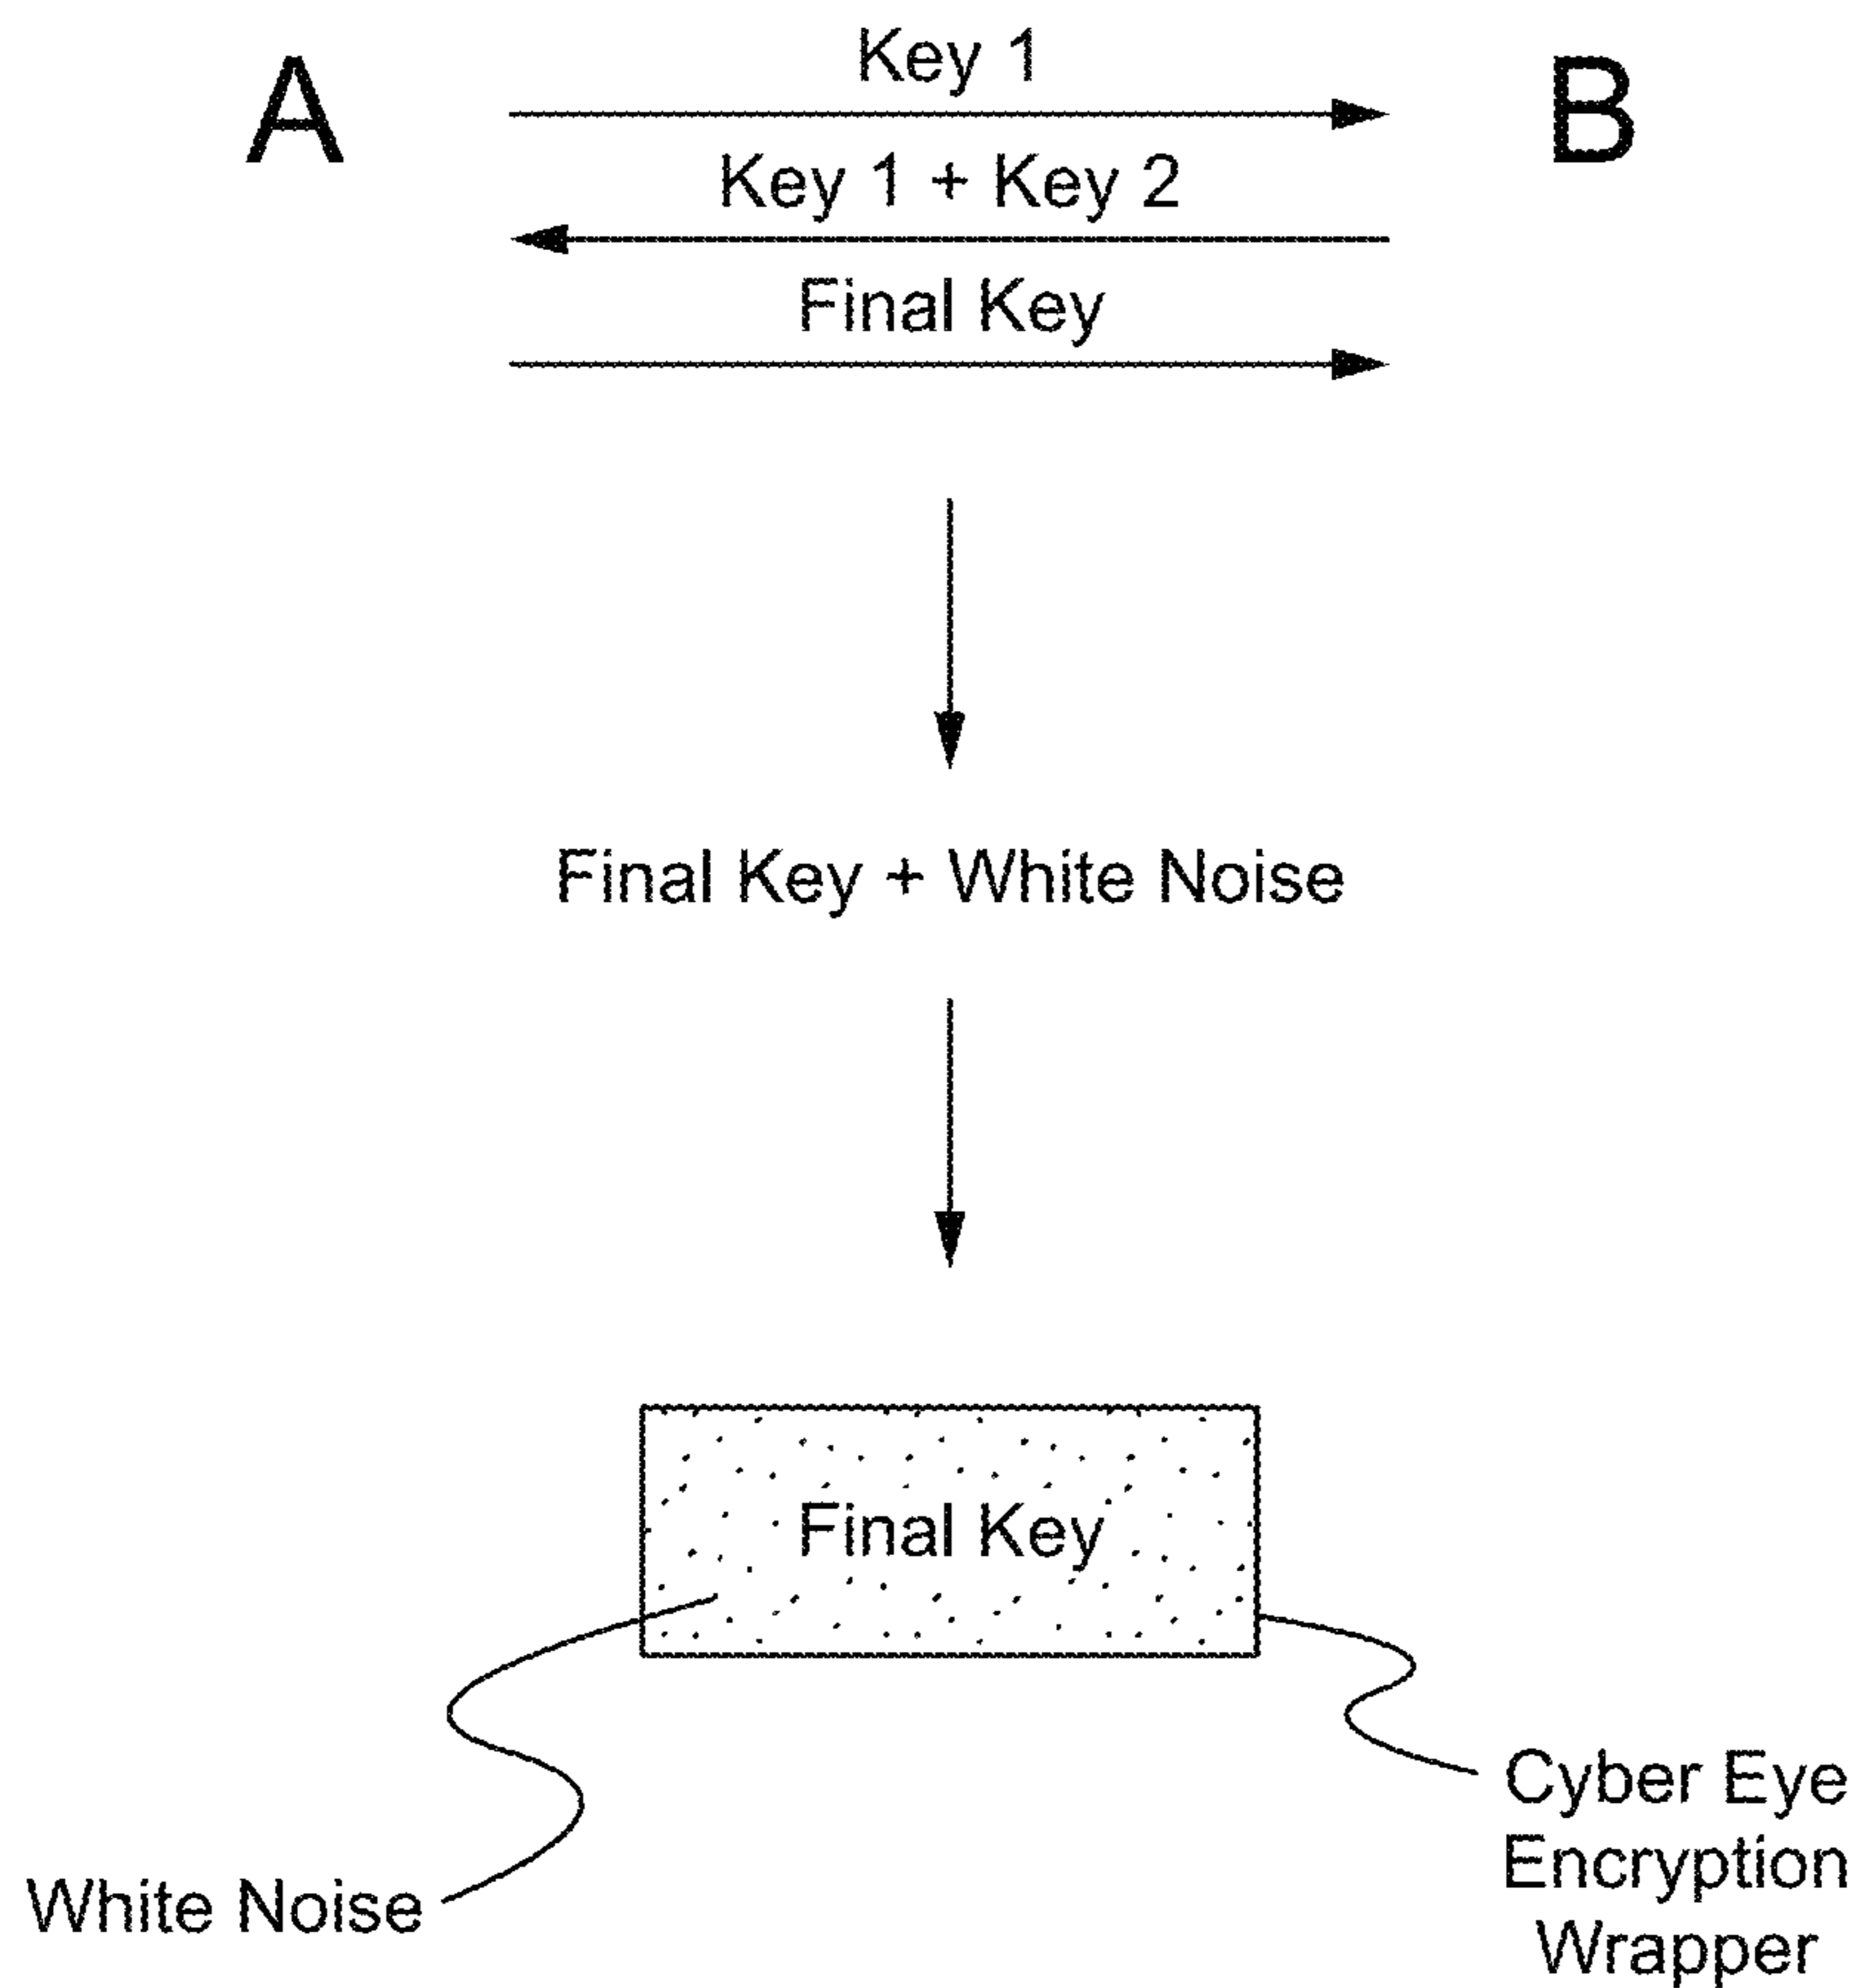 Key 1
A
B
Key 1 + Key 2
Final Key
Final Key + White Noise
Final Key
Cyber Eye
Encryption
Wrapper
White Noise